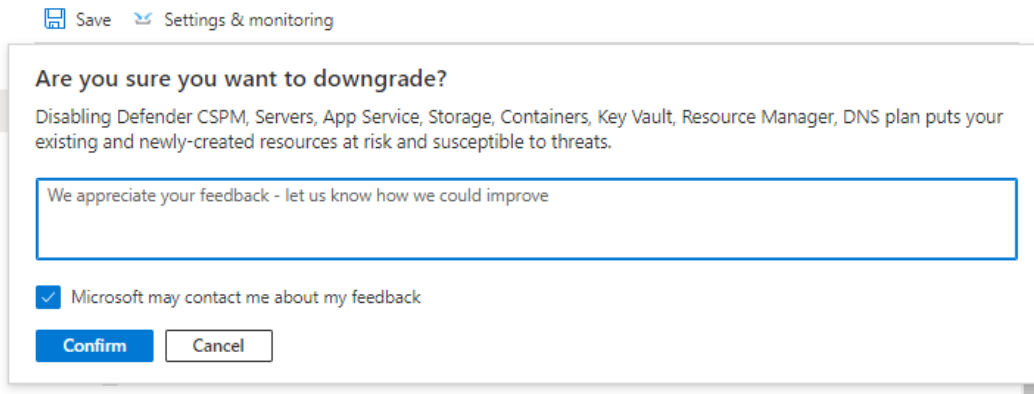 Save Settings & monitoring
Are you sure you want to downgrade?
Disabling Defender CSPM, Servers, App Service, Storage, Containers, Key Vault, Resource Manager, DNS plan puts your
existing and newly-created resources at risk and susceptible to threats.
We appreciate your feedback - let us know how we could improve
Microsoft may contact me about my feedback
Confirm Cancel